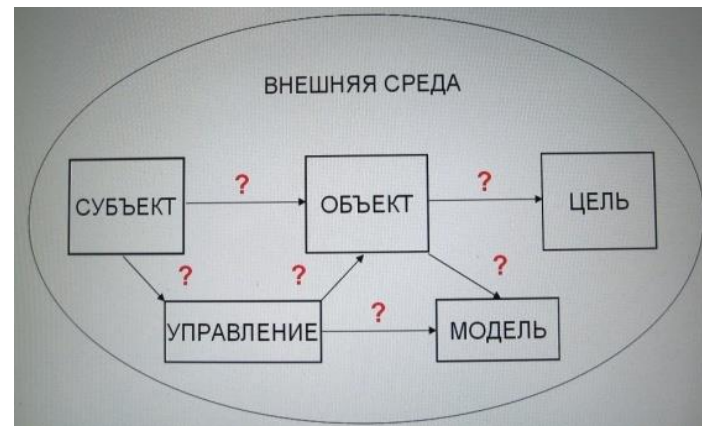 ВНЕШНЯЯ СРЕДА
? ?
СУБЪЕКТ ОБЪЕКТ ЦЕЛЬ
? ? ?
?
УПРАВЛЕНИЕ МОДЕЛЬ